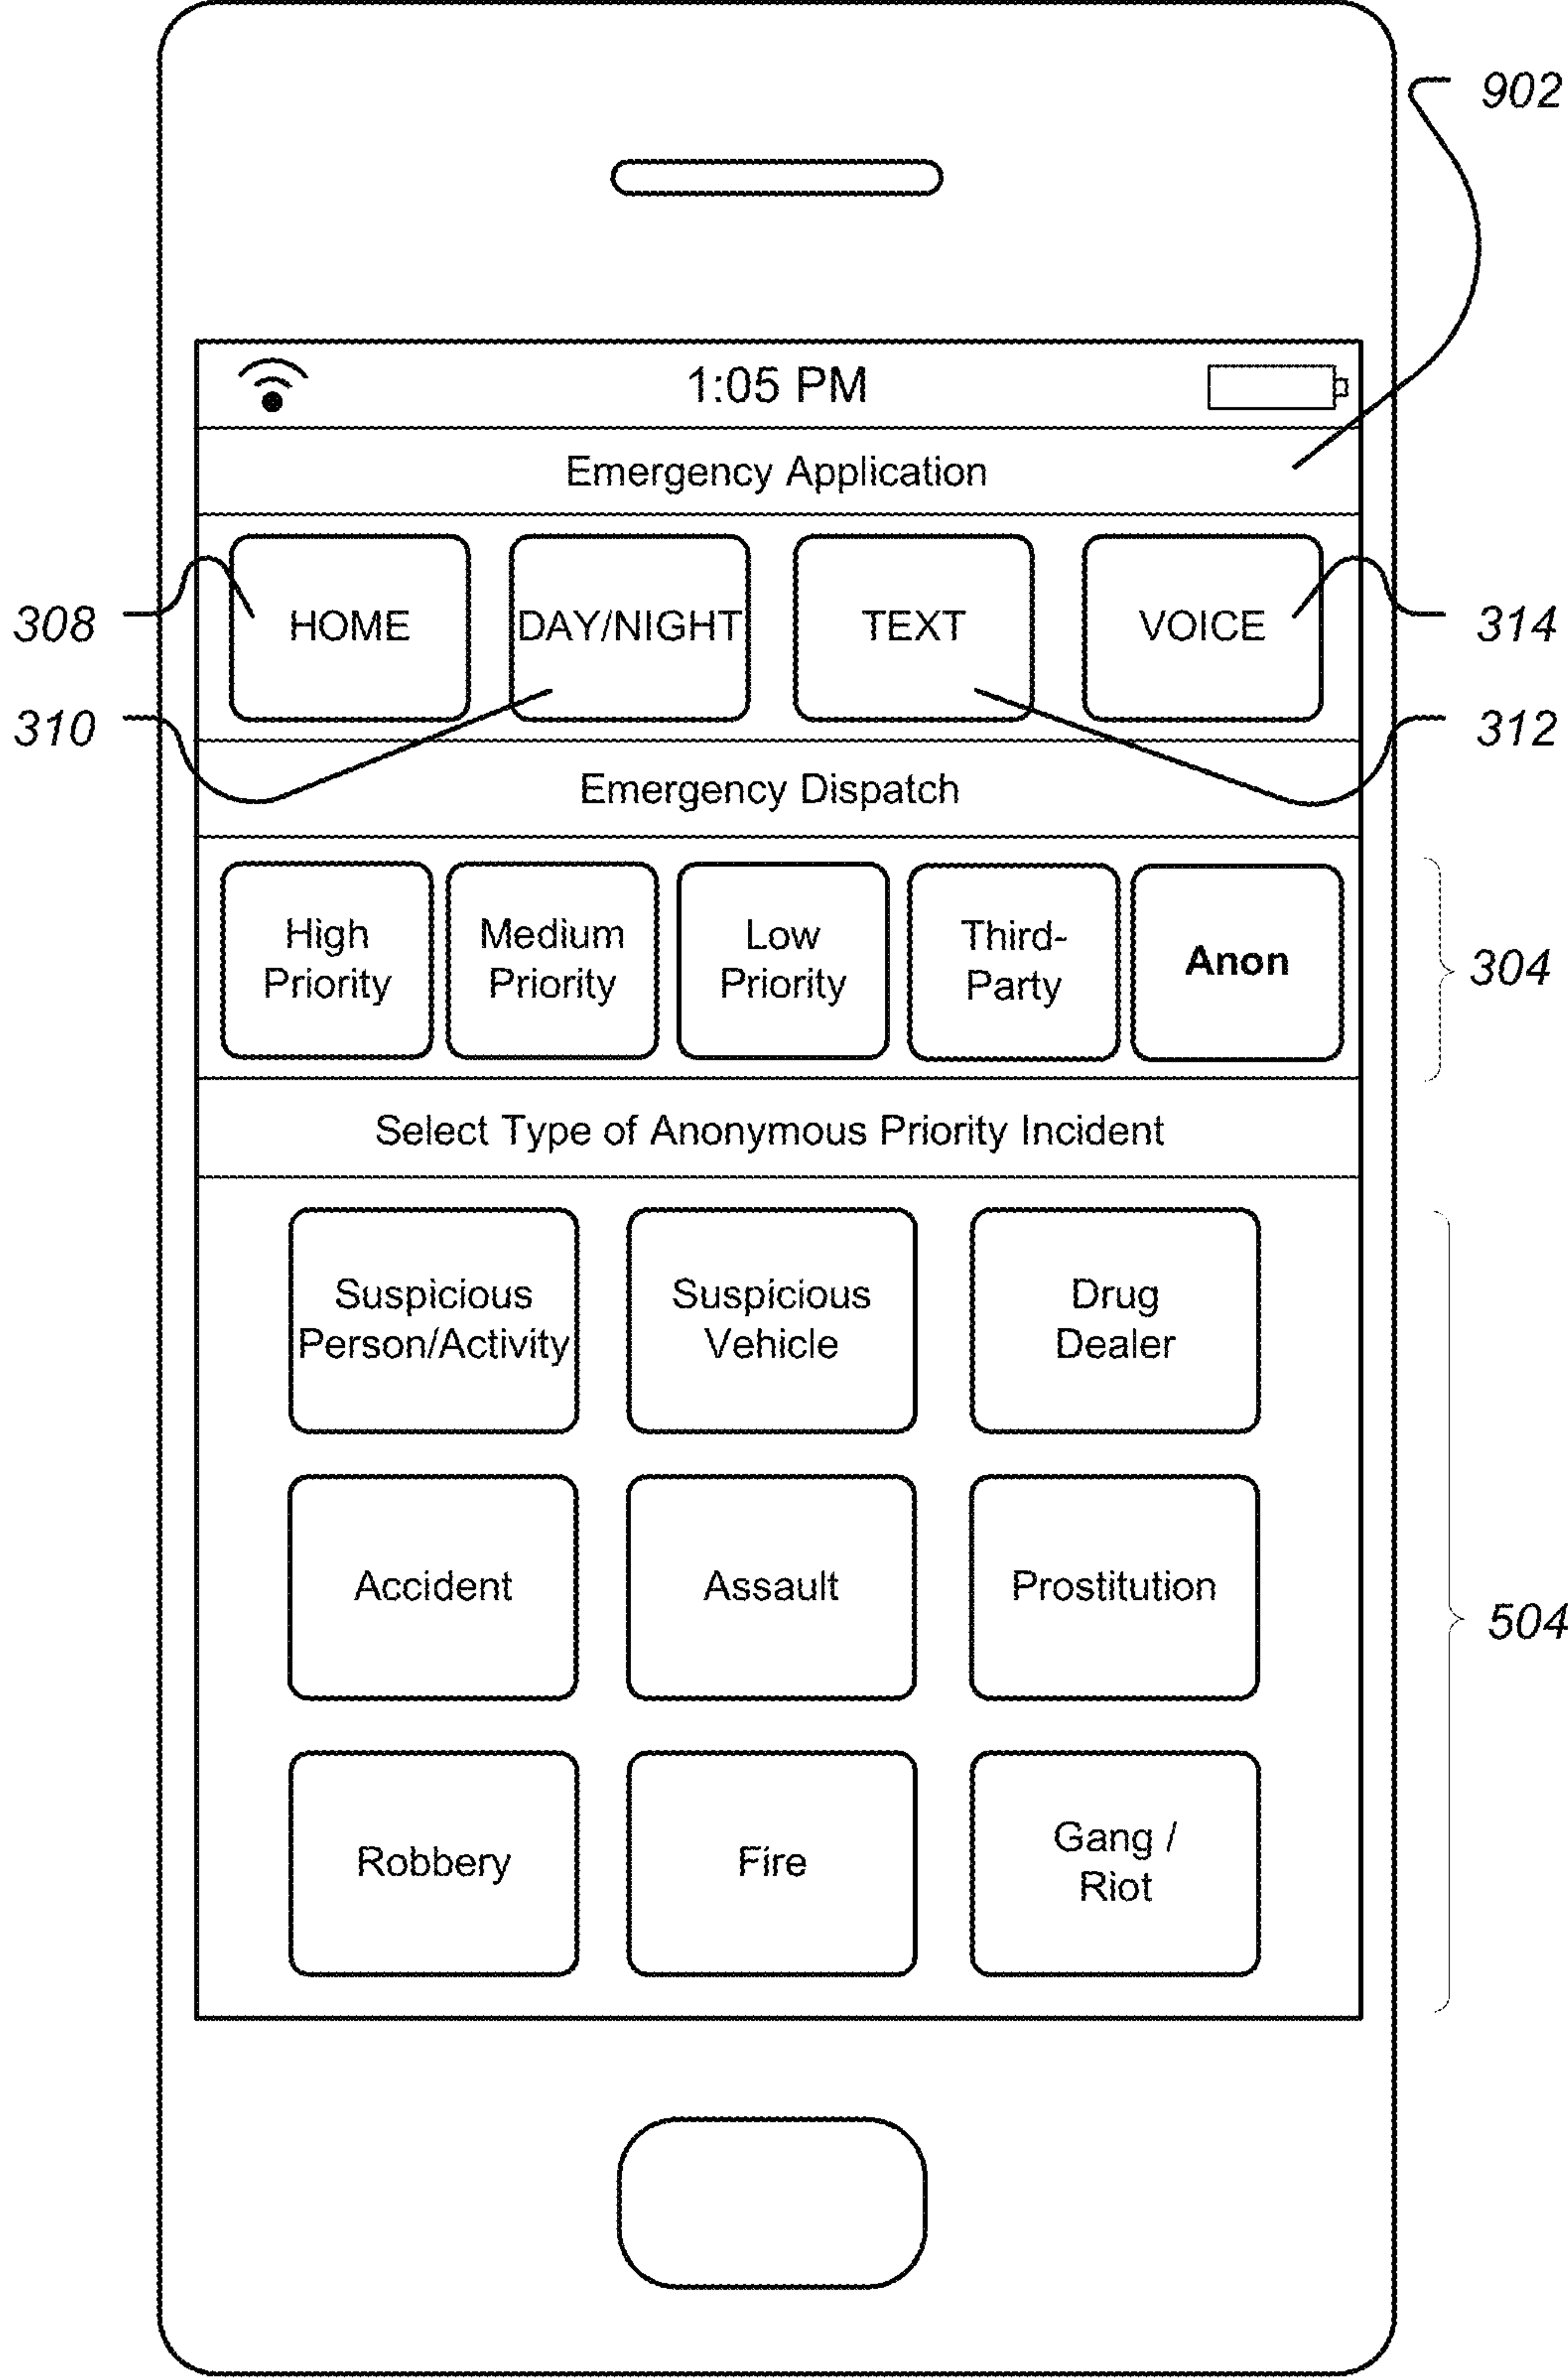 902
1:05 PM
Emergency Application
308
HOME
DAY/NIGHT
TEXT
VOICE
314
310
312
Emergency Dispatch
High
Priority
Medium
Priority
Low
Priority
Third-
Party
Anon
304
Select Type of Anonymous Priority Incident
Suspicious
Person/Activity
Suspicious
Vehicle
Drug
Dealer
Accident
Assault
Prostitution
504
Robbery
Fire
Gang /
Riot